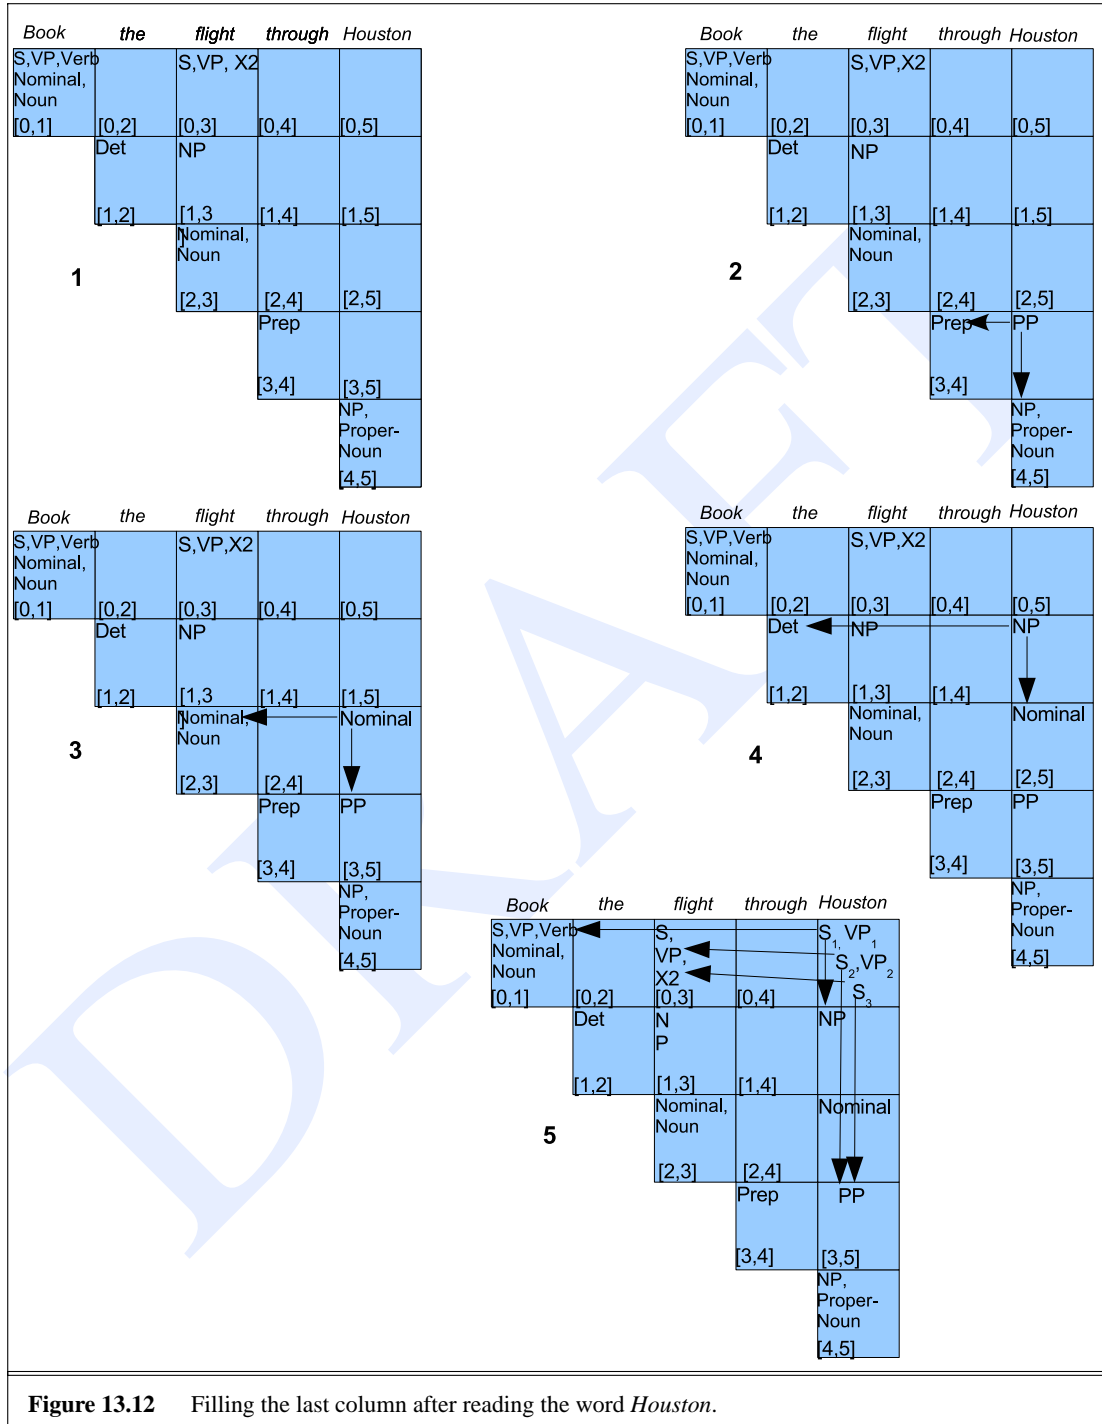 Book the flight through Houston
S,VP,Verb S,VP, X2
Nominal,
Noun
[0,1] [0,2] [0,3] [0,4] [0,5]
Det NP
[1,2] [1,3 [1,4] [1,5]
]
Nominal,
Noun
[2,3] [2,4] [2,5]
1
Prep
[3,4] [3,5]
NP,
Proper-
Noun
[4,5]
Book the flight through Houston
S,VP,Verb S,VP,X2
Nominal,
Noun
[0,1] [0,2] [0,3] [0,4] [0,5]
Det NP
[1,2] [1,3] [1,4] [1,5]
Nominal,
Noun
[2,3] [2,4] [2,5]
2
Prep PP
[3,4]
NP,
Proper-
Noun
[4,5]
Book the flight through Houston
S,VP,Verb S,VP,X2
Nominal,
Noun
[0,1] [0,2] [0,3] [0,4] [0,5]
Det NP
[1,2] [1,3 [1,4] [1,5]
]
Nominal, Nominal
Noun
[2,3] [2,4]
3
Prep PP
[3,4] [3,5]
NP,
Proper-
Noun
[4,5]
Book the flight through Houston
S,VP,Verb S,VP,X2
Nominal,
Noun
[0,1] [0,2] [0,3] [0,4] [0,5]
Det NP NP
[1,2] [1,3] [1,4]
Nominal, Nominal
Noun
[2,3] [2,4] [2,5]
4
Prep PP
[3,4] [3,5]
NP,
Proper-
Noun
[4,5]
Book the flight through Houston
S,VP,Verb S, S1, VP1
Nominal, VP, S2,VP2
Noun X2 S3
[0,1] [0,2] [0,3] [0,4]
Det N NP
P
[1,2] [1,3] [1,4]
Nominal, Nominal
Noun
[2,3] [2,4]
5
Prep PP
[3,4] [3,5]
NP,
Proper-
Noun
[4,5]
DRAFT
Figure 13.12 Filling the last column after reading the word Houston.